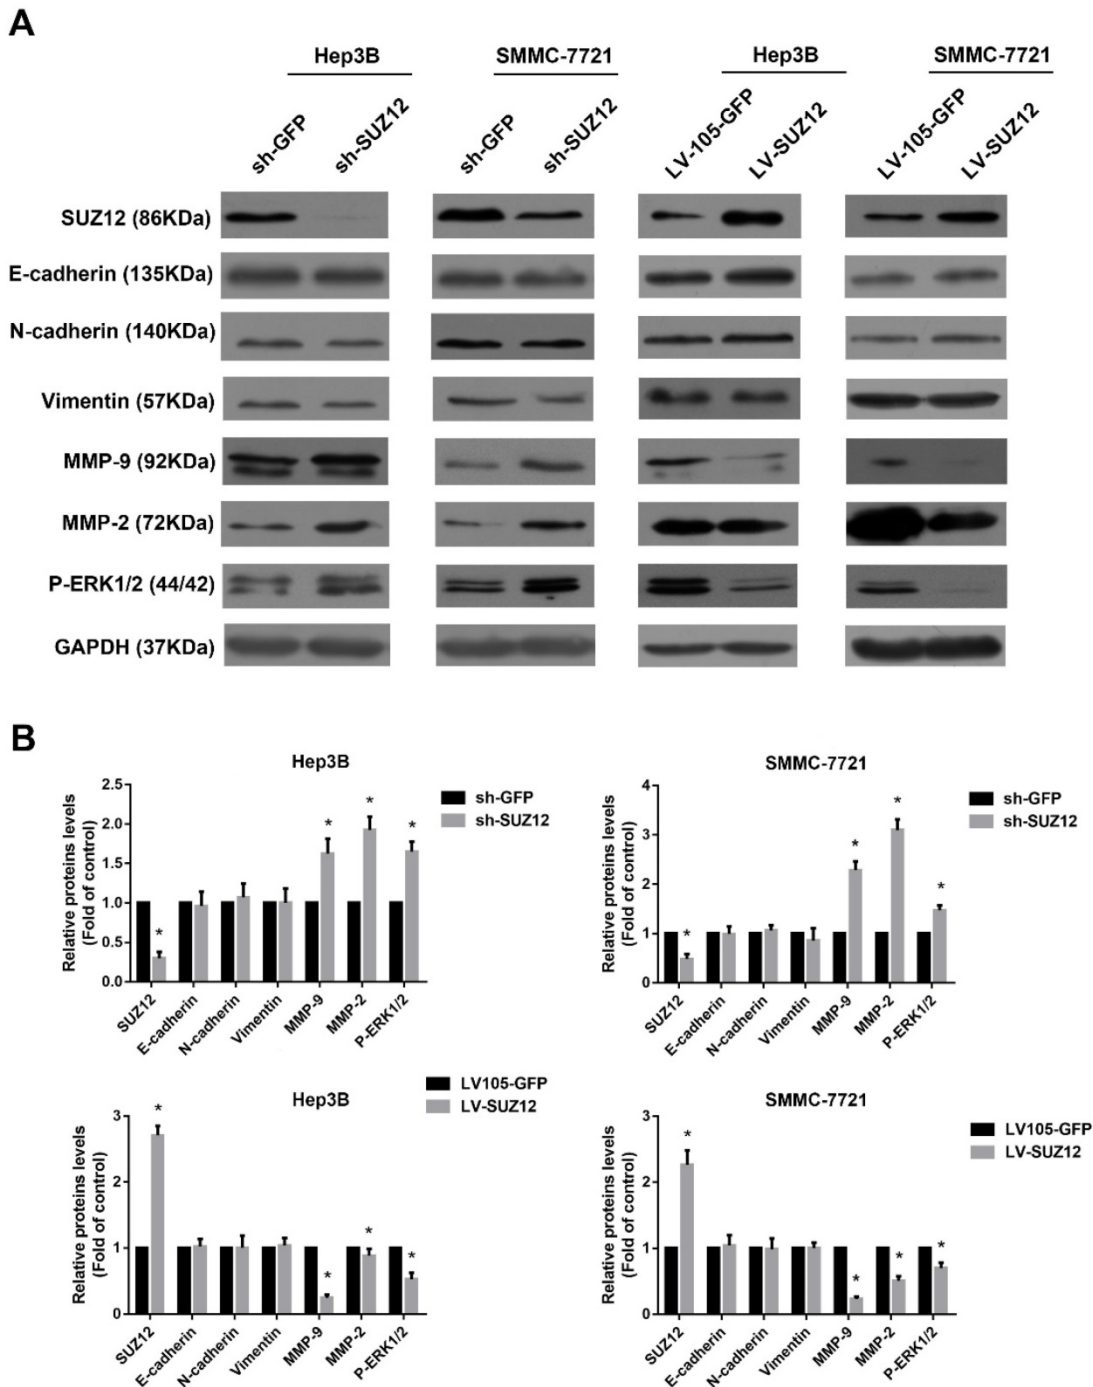 A
Hep3B SMMC-7721 Hep3B SMMC-7721
sh-GFP sh-SUZ12 sh-GFP sh-SUZ12 LV-105-GFP LV-SUZ12 LV-105-GFP LV-SUZ12
SUZ12 (86KDa)
E-cadherin (135KDa)
N-cadherin (140KDa)
Vimentin (57KDa)
MMP-9 (92KDa)
MMP-2 (72KDa)
P-ERK1/2 (44/42)
GAPDH (37KDa)
B
Hep3B
Relative proteins levels
(Fold of control)
2.5
2.0
1.5
1.0
0.5
0.0
* * * *
SUZ12 E-cadherin N-cadherin Vimentin MMP-9 MMP-2 P-ERK1/2
sh-GFP
sh-SUZ12
SMMC-7721
Relative proteins levels
(Fold of control)
4
3
2
1
0
* * * *
SUZ12 E-cadherin N-cadherin Vimentin MMP-9 MMP-2 P-ERK1/2
sh-GFP
sh-SUZ12
Hep3B
Relative proteins levels
(Fold of control)
3
2
1
0
* * * *
SUZ12 E-cadherin N-cadherin Vimentin MMP-9 MMP-2 P-ERK1/2
LV105-GFP
LV-SUZ12
SMMC-7721
Relative proteins levels
(Fold of control)
3
2
1
0
* * * *
SUZ12 E-cadherin N-cadherin Vimentin MMP-9 MMP-2 P-ERK1/2
LV105-GFP
LV-SUZ12